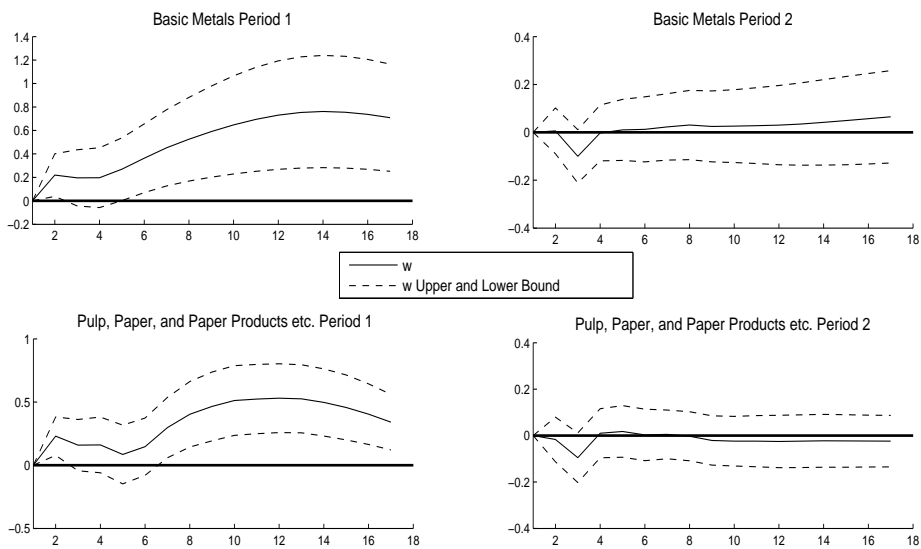 Basic Metals Period 1
1.4
1.2
1
0.8
0.6
0.4
0.2
0
−0.2
2 4 6 8 10 12 14 16 18
Basic Metals Period 2
0.4
0.2
0
−0.2
−0.4
2 4 6 8 10 12 14 16 18
w
w Upper and Lower Bound
Pulp, Paper, and Paper Products etc. Period 1
1
0.5
0
−0.5
2 4 6 8 10 12 14 16 18
Pulp, Paper, and Paper Products etc. Period 2
0.4
0.2
0
−0.2
−0.4
2 4 6 8 10 12 14 16 18